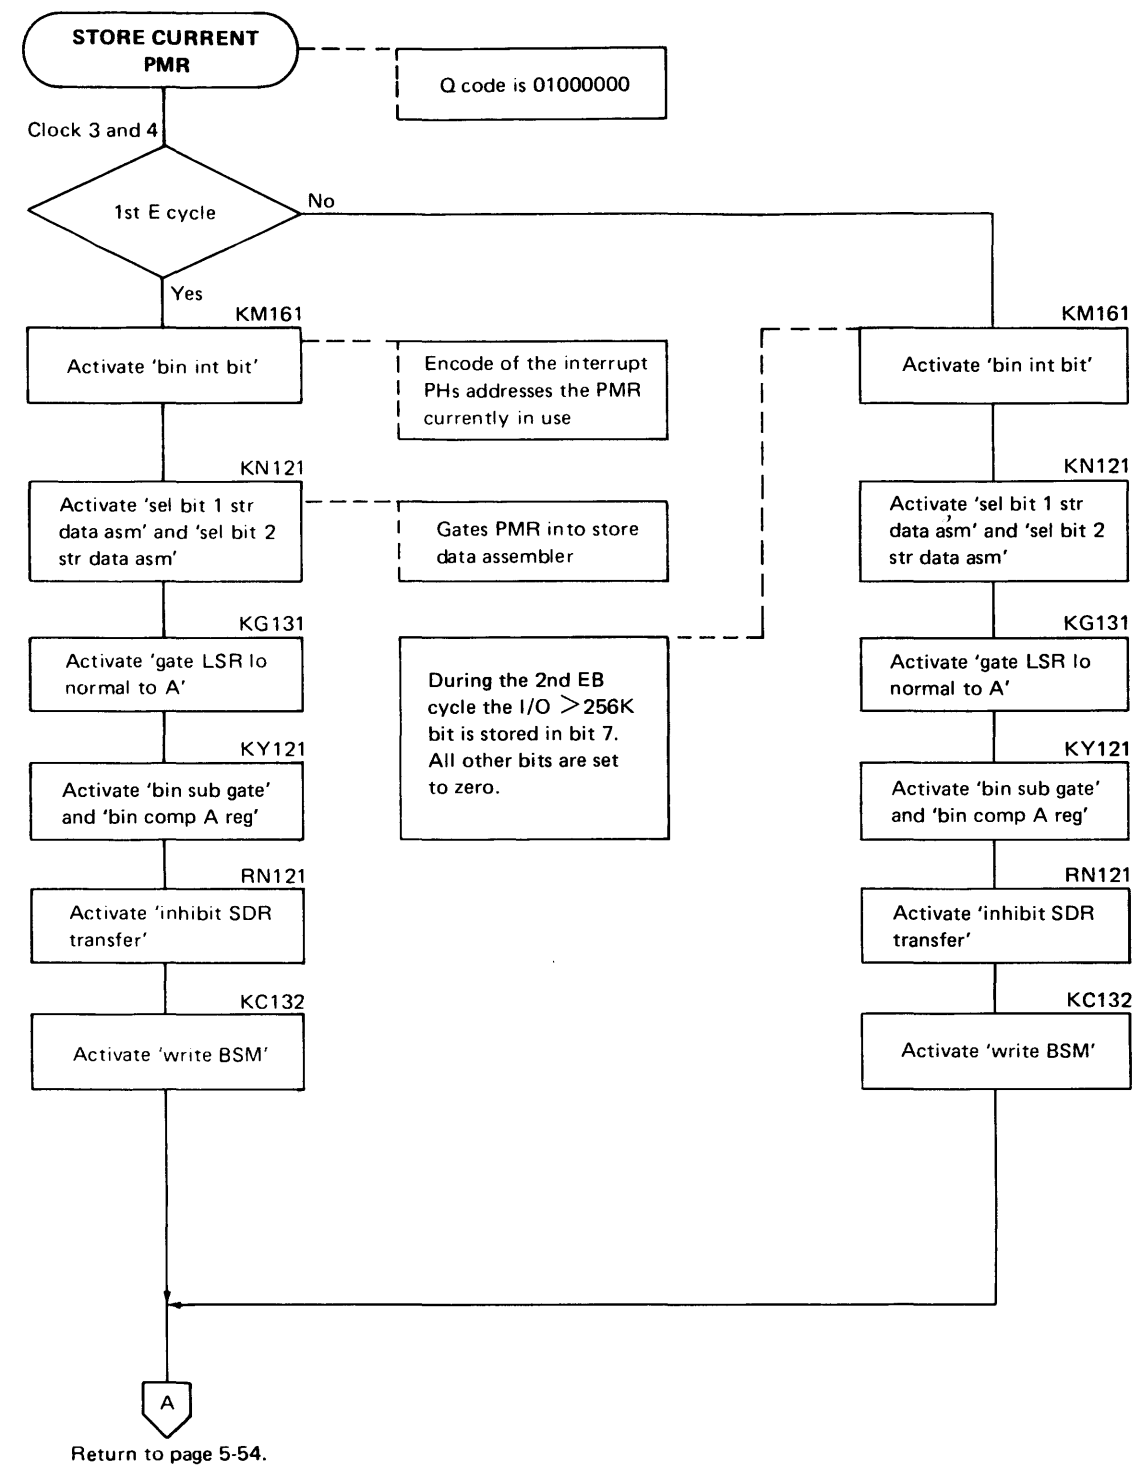 STORE CURRENT
PMR
Q code is 01000000
Clock 3 and 4
1st E cycle
No
Yes
KM161
Activate 'bin int bit'
Encode of the interrupt
PHs addresses the PMR
currently in use
KN121
Activate 'sel bit 1 str
data asm' and 'sel bit 2
str data asm'
Gates PMR into store
data assembler
KG131
Activate 'gate LSR lo
normal to A'
During the 2nd EB
cycle the I/O >256K
bit is stored in bit 7.
All other bits are set
to zero.
KY121
Activate 'bin sub gate'
and 'bin comp A reg'
RN121
Activate 'inhibit SDR
transfer'
KC132
Activate 'write BSM'
KM161
Activate 'bin int bit'
KN121
Activate 'sel bit 1 str
data asm' and 'sel bit 2
str data asm'
KG131
Activate 'gate LSR lo
normal to A'
KY121
Activate 'bin sub gate'
and 'bin comp A reg'
RN121
Activate 'inhibit SDR
transfer'
KC132
Activate 'write BSM'
A
Return to page 5-54.